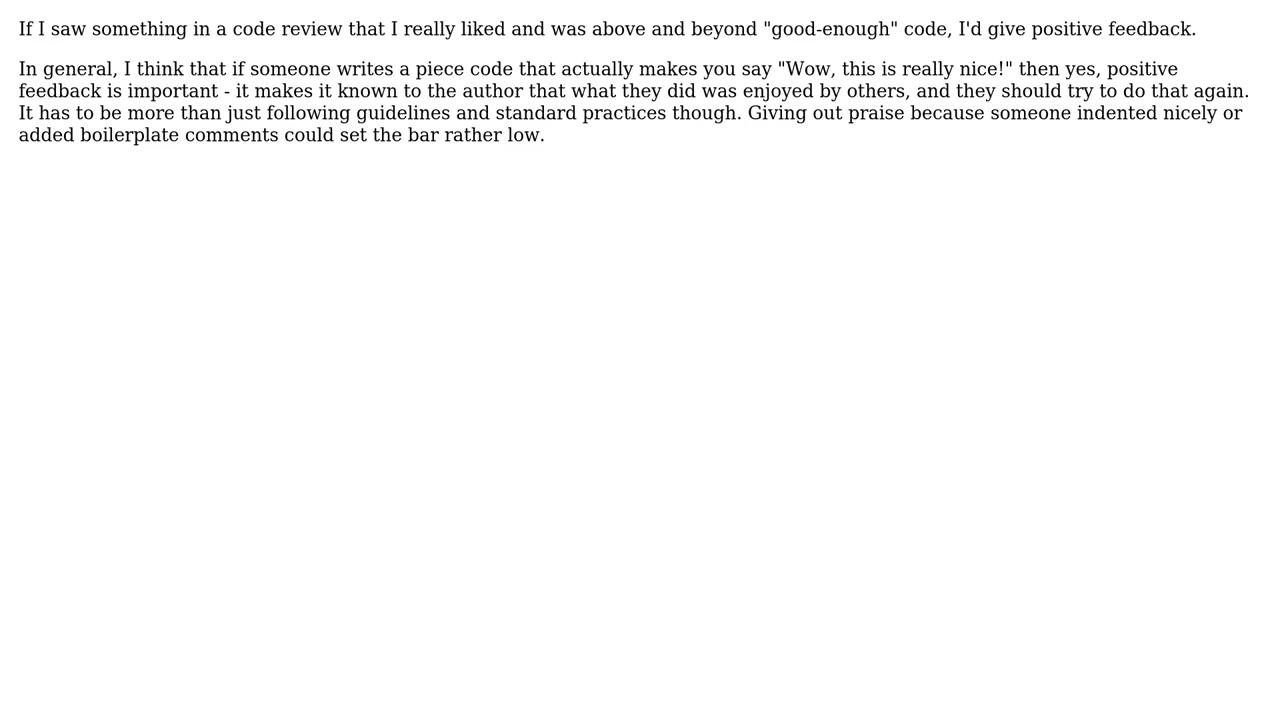 If I saw something in a code review that I really liked and was above and beyond "good-enough" code, I'd give positive feedback.
In general, I think that if someone writes a piece code that actually makes you say "Wow, this is really nice!" then yes, positive
feedback is important - it makes it known to the author that what they did was enjoyed by others, and they should try to do that again.
It has to be more than just following guidelines and standard practices though. Giving out praise because someone indented nicely or
added boilerplate comments could set the bar rather low.